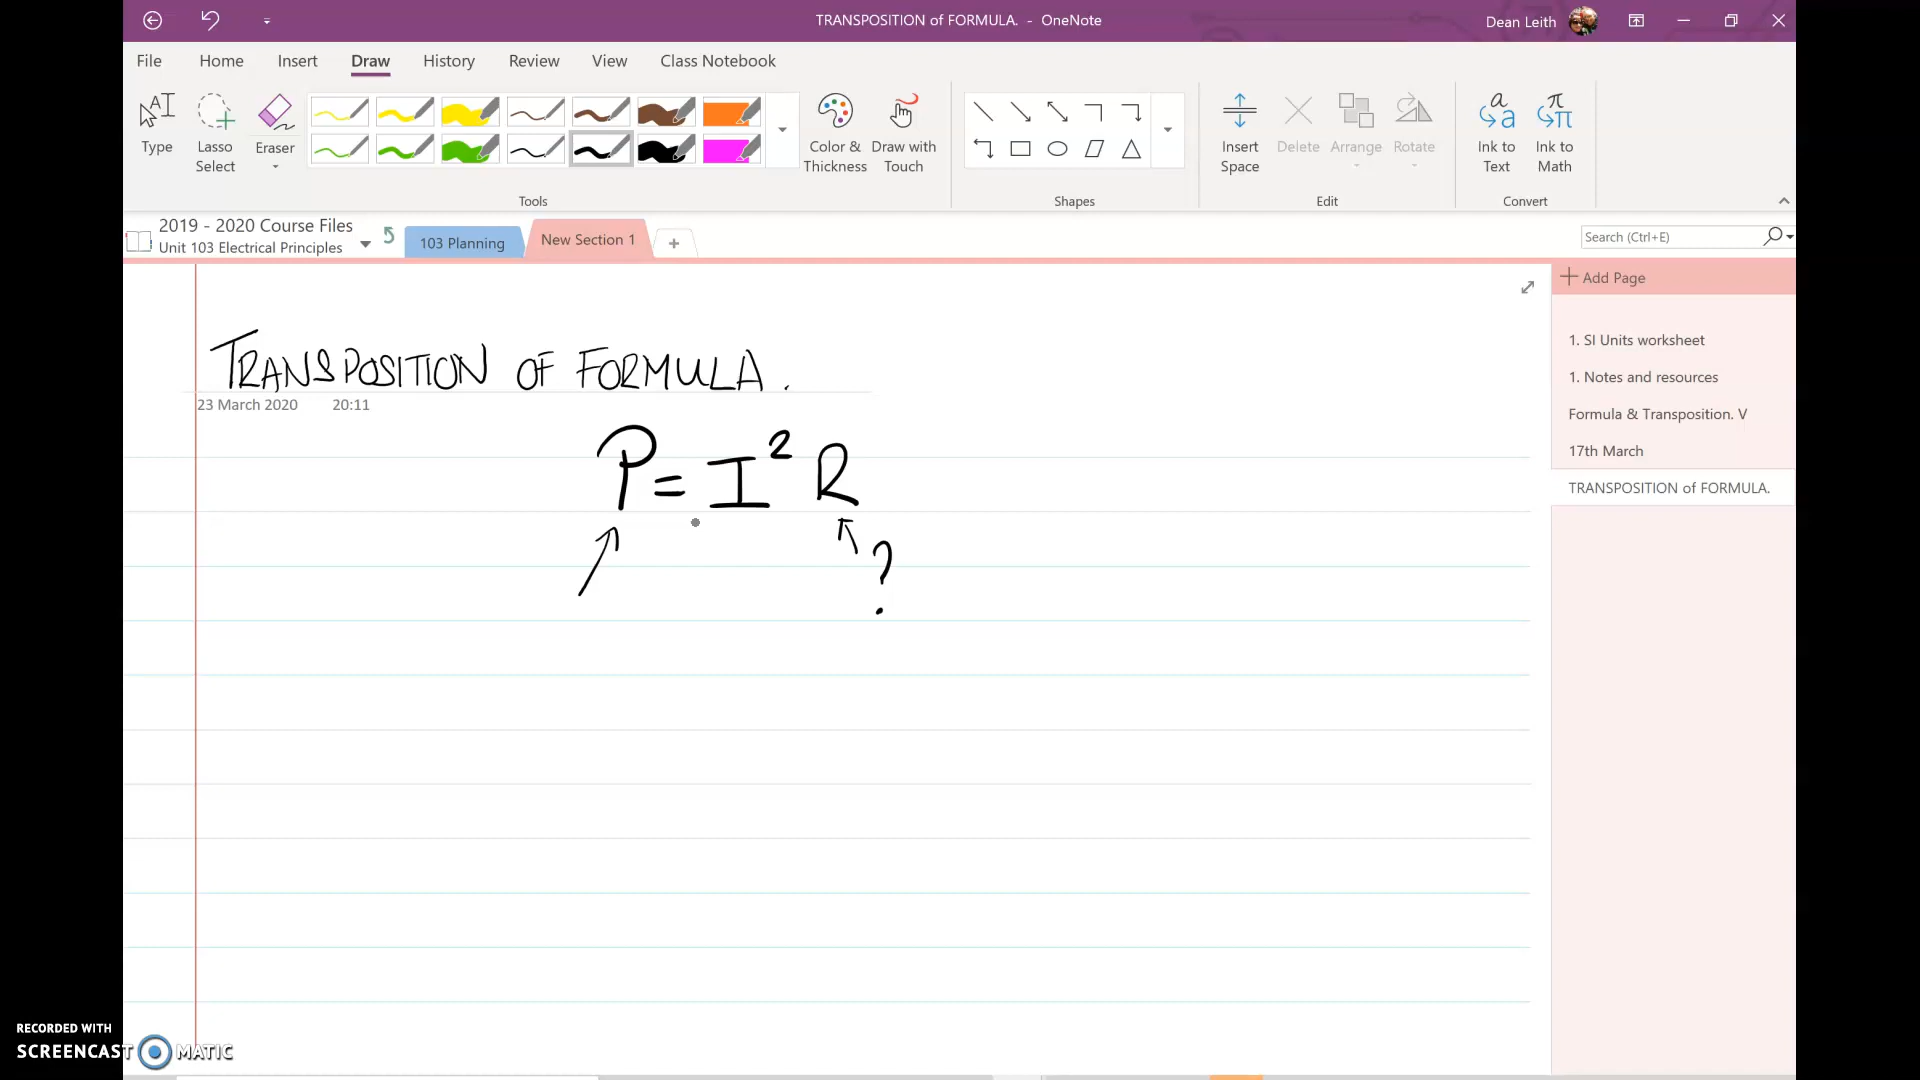 TRANSPOSITION of FORMULA. - OneNote
Dean Leith
File Home Insert Draw History Review View Class Notebook
Type
Lasso Select
Eraser
Color & Thickness
Draw with Touch
Insert Space
Delete
Arrange
Rotate
Ink to Text
Ink to Math
Tools
Shapes
Edit
Convert
2019 - 2020 Course Files
Unit 103 Electrical Principles
103 Planning
New Section 1
Search (Ctrl+E)
Add Page
1. SI Units worksheet
1. Notes and resources
Formula & Transposition. V
17th March
TRANSPOSITION of FORMULA.
TRANSPOSITION OF FORMULA.
23 March 2020 20:11
P = I² R
?
RECORDED WITH
SCREENCAST MATIC